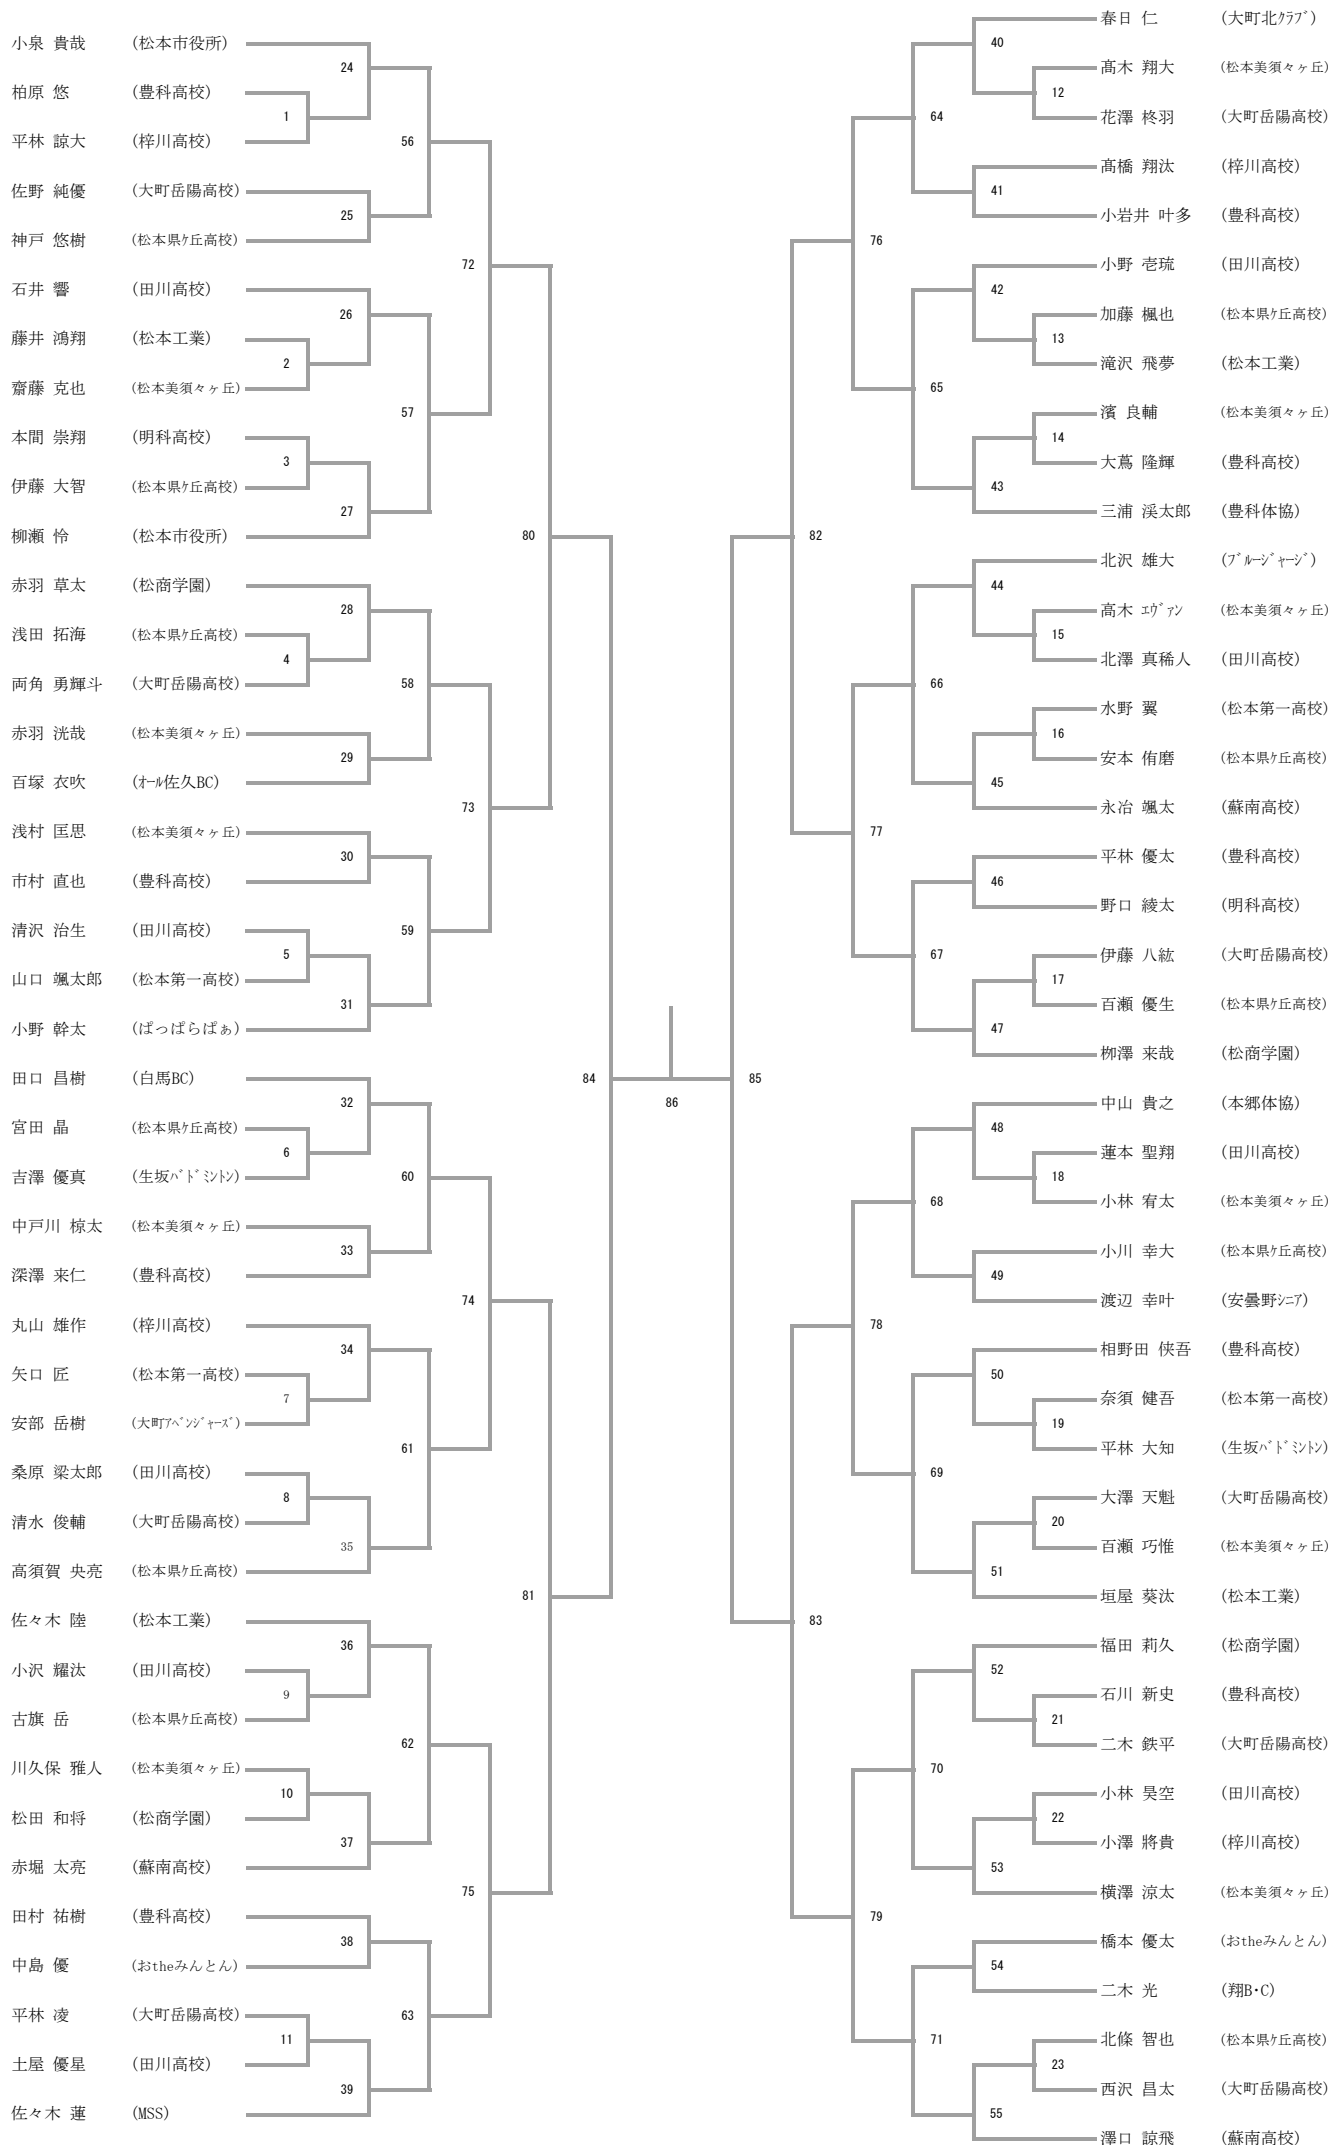 小泉 貴哉 (松本市役所)
24
柏原 悠 (豊科高校)
1
平林 諒大 (梓川高校)
56
佐野 純優 (大町岳陽高校)
25
神戸 悠樹 (松本県ケ丘高校)
72
石井 響 (田川高校)
26
藤井 鴻翔 (松本工業)
2
齋藤 克也 (松本美須々ヶ丘)
57
本間 崇翔 (明科高校)
3
伊藤 大智 (松本県ケ丘高校)
27
柳瀬 怜 (松本市役所)
80
赤羽 草太 (松商学園)
28
浅田 拓海 (松本県ケ丘高校)
4
両角 勇輝斗 (大町岳陽高校)
58
赤羽 洸哉 (松本美須々ヶ丘)
29
百塚 衣吹 (オール佐久BC)
73
浅村 匡思 (松本美須々ヶ丘)
30
市村 直也 (豊科高校)
清沢 治生 (田川高校)
59
5
山口 颯太郎 (松本第一高校)
31
小野 幹太 (ぱっぱらぱぁ)
田口 昌樹 (白馬BC)
84
32
宮田 晶 (松本県ケ丘高校)
6
吉澤 優真 (生坂バドミントン)
60
中戸川 椋太 (松本美須々ヶ丘)
33
深澤 来仁 (豊科高校)
74
丸山 雄作 (梓川高校)
34
矢口 匠 (松本第一高校)
7
安部 岳樹 (大町アベンジャーズ)
61
桑原 梁太郎 (田川高校)
8
清水 俊輔 (大町岳陽高校)
35
高須賀 央亮 (松本県ケ丘高校)
81
佐々木 陸 (松本工業)
36
小沢 耀汰 (田川高校)
9
古旗 岳 (松本県ケ丘高校)
62
川久保 雅人 (松本美須々ヶ丘)
10
松田 和将 (松商学園)
37
赤堀 太亮 (蘇南高校)
75
田村 祐樹 (豊科高校)
38
中島 優 (おtheみんとん)
平林 凌 (大町岳陽高校)
63
11
土屋 優星 (田川高校)
39
佐々木 蓮 (MSS)
86
春日 仁 (大町北クラブ)
40
髙木 翔大 (松本美須々ヶ丘)
12
花澤 柊羽 (大町岳陽高校)
64
髙橋 翔汰 (梓川高校)
41
小岩井 叶多 (豊科高校)
76
小野 壱琉 (田川高校)
42
加藤 楓也 (松本県ケ丘高校)
13
滝沢 飛夢 (松本工業)
65
濱 良輔 (松本美須々ヶ丘)
14
大蔦 隆輝 (豊科高校)
43
三浦 渓太郎 (豊科体協)
82
北沢 雄大 (ブルージャージ)
44
高木 エヴァン (松本美須々ヶ丘)
15
北澤 真稀人 (田川高校)
66
水野 翼 (松本第一高校)
16
安本 侑磨 (松本県ケ丘高校)
45
永冶 颯太 (蘇南高校)
77
平林 優太 (豊科高校)
46
野口 綾太 (明科高校)
伊藤 八紘 (大町岳陽高校)
67
17
百瀬 優生 (松本県ケ丘高校)
47
栁澤 来哉 (松商学園)
85
中山 貴之 (本郷体協)
48
蓮本 聖翔 (田川高校)
18
小林 宥太 (松本美須々ヶ丘)
68
小川 幸大 (松本県ケ丘高校)
49
渡辺 幸叶 (安曇野シニア)
78
相野田 侠吾 (豊科高校)
50
奈須 健吾 (松本第一高校)
19
平林 大知 (生坂バドミントン)
69
大澤 天魁 (大町岳陽高校)
20
百瀬 巧惟 (松本美須々ヶ丘)
51
垣屋 葵汰 (松本工業)
83
福田 莉久 (松商学園)
52
石川 新史 (豊科高校)
21
二木 鉄平 (大町岳陽高校)
70
小林 昊空 (田川高校)
22
小澤 將貴 (梓川高校)
53
横澤 涼太 (松本美須々ヶ丘)
79
橋本 優太 (おtheみんとん)
54
二木 光 (翔B・C)
71
北條 智也 (松本県ケ丘高校)
23
西沢 昌太 (大町岳陽高校)
55
澤口 諒飛 (蘇南高校)